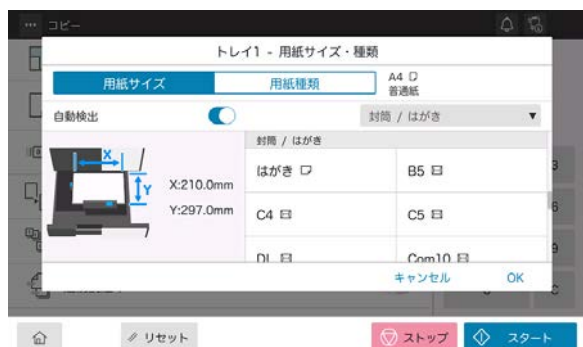 コピー
トレイ1 - 用紙サイズ・種類
用紙サイズ
用紙種類
A4
普通紙
自動検出
封筒 / はがき
封筒 / はがき
X
Y
X:210.0mm
Y:297.0mm
はがき
B5
C4
C5
DL
Com10
3
6
9
C
キャンセル
OK
リセット
ストップ
スタート